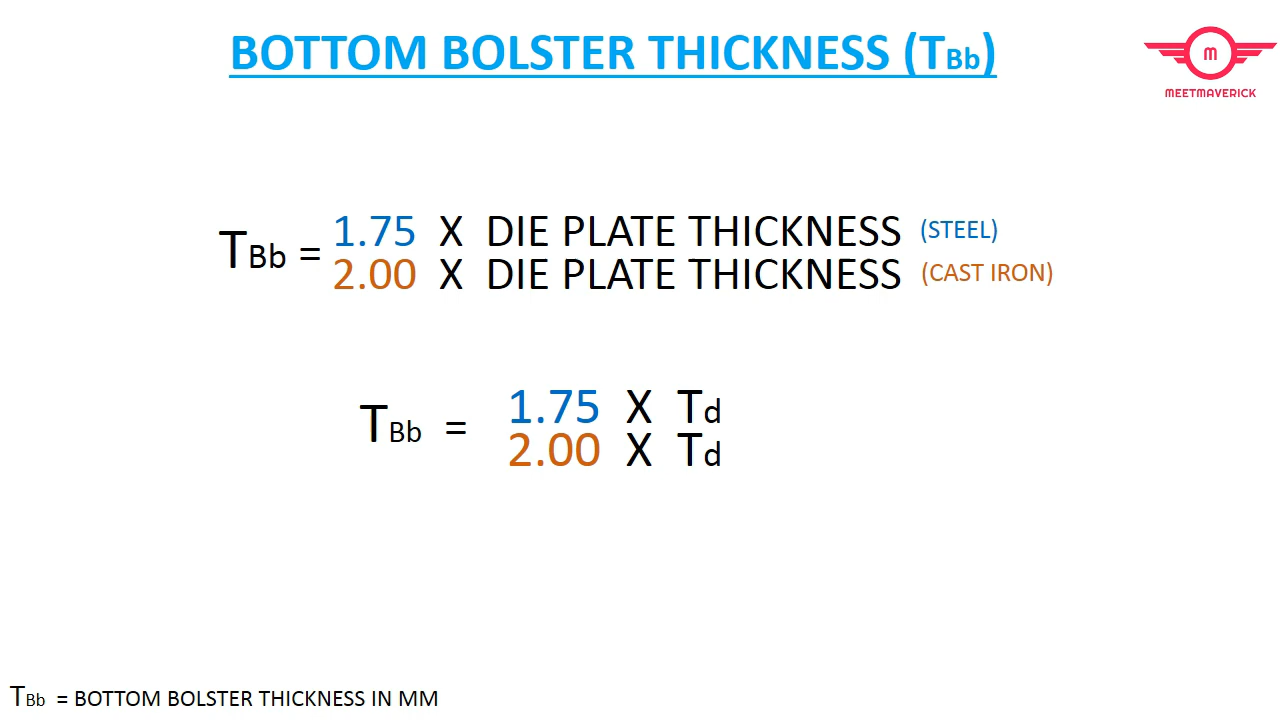 BOTTOM BOLSTER THICKNESS (TBb)
M
MEETMAVERICK
TBb = 1.75 X DIE PLATE THICKNESS (STEEL)
2.00 X DIE PLATE THICKNESS (CAST IRON)
TBb = 1.75 X Td
2.00 X Td
TBb = BOTTOM BOLSTER THICKNESS IN MM